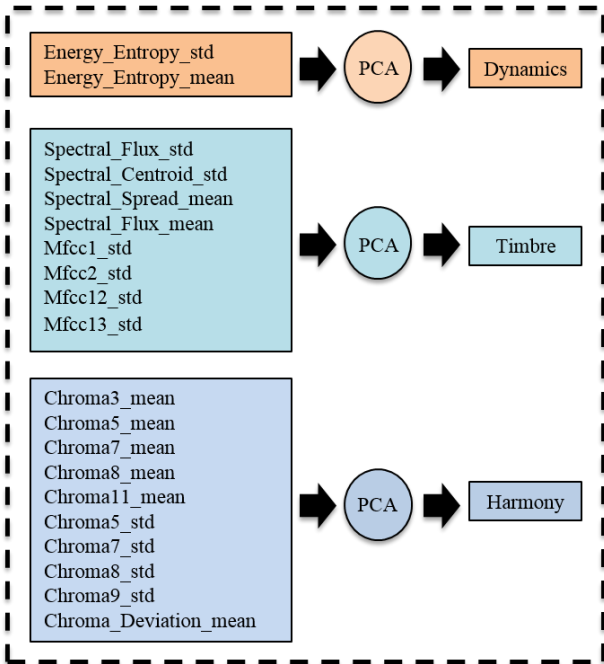 Energy_Entropy_std
Energy_Entropy_mean
PCA
Dynamics
Spectral_Flux_std
Spectral_Centroid_std
Spectral_Spread_mean
Spectral_Flux_mean
Mfcc1_std
Mfcc2_std
Mfcc12_std
Mfcc13_std
PCA
Timbre
Chroma3_mean
Chroma5_mean
Chroma7_mean
Chroma8_mean
Chroma11_mean
Chroma5_std
Chroma7_std
Chroma8_std
Chroma9_std
Chroma_Deviation_mean
PCA
Harmony